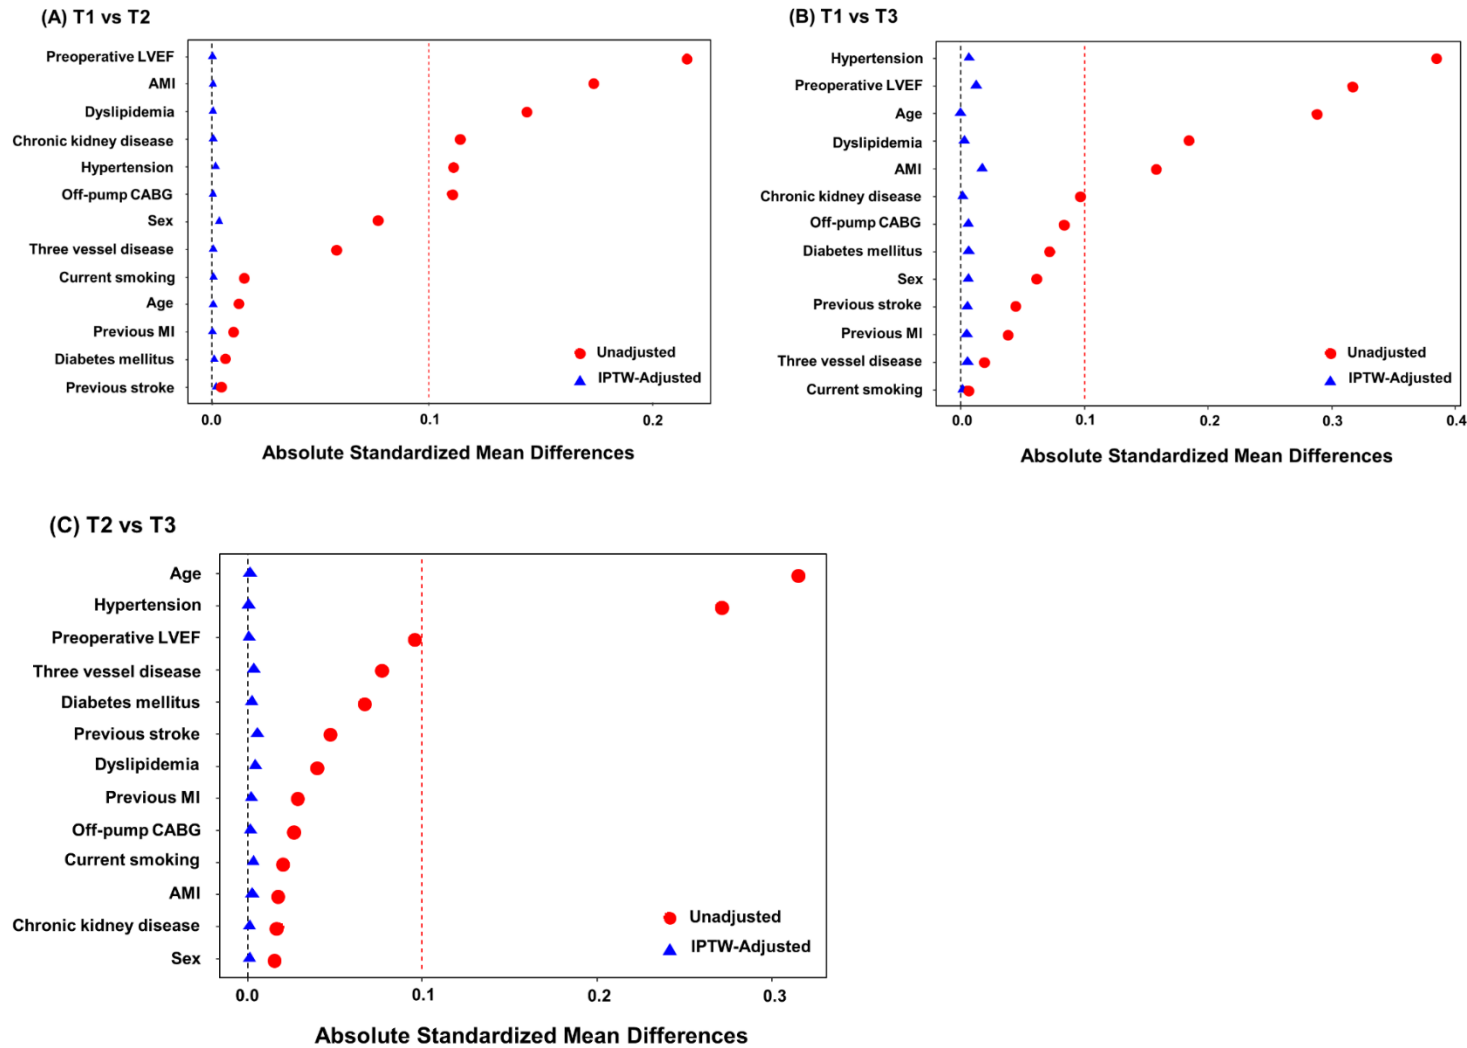 (A) T1 vs T2
Preoperative LVEF
AMI
Dyslipidemia
Chronic kidney disease
Hypertension
Off-pump CABG
Sex
Three vessel disease
Current smoking
Age
Previous MI
Diabetes mellitus
Previous stroke
Unadjusted
IPTW-Adjusted
0.0 0.1 0.2
Absolute Standardized Mean Differences
(B) T1 vs T3
Hypertension
Preoperative LVEF
Age
Dyslipidemia
AMI
Chronic kidney disease
Off-pump CABG
Diabetes mellitus
Sex
Previous stroke
Previous MI
Three vessel disease
Current smoking
Unadjusted
IPTW-Adjusted
0.0 0.1 0.2 0.3 0.4
Absolute Standardized Mean Differences
(C) T2 vs T3
Age
Hypertension
Preoperative LVEF
Three vessel disease
Diabetes mellitus
Previous stroke
Dyslipidemia
Previous MI
Off-pump CABG
Current smoking
AMI
Chronic kidney disease
Sex
Unadjusted
IPTW-Adjusted
0.0 0.1 0.2 0.3
Absolute Standardized Mean Differences